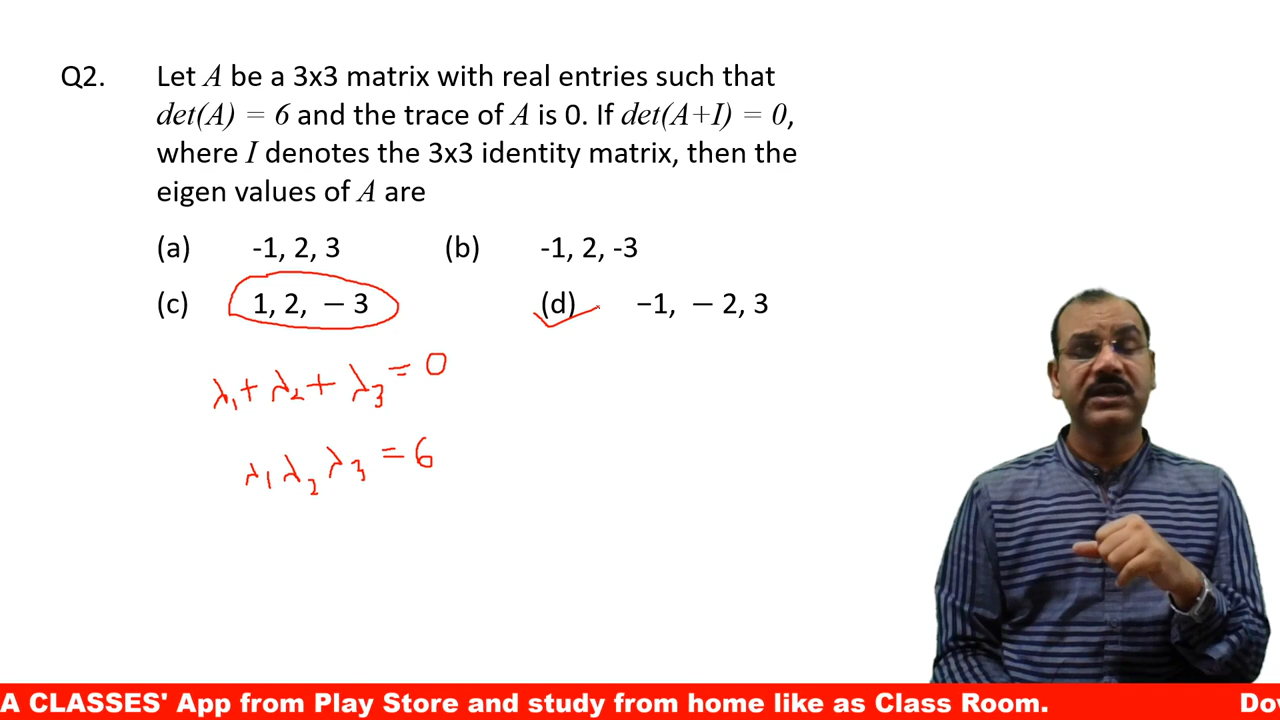 Q2. Let A be a 3x3 matrix with real entries such that
det(A) = 6 and the trace of A is 0. If det(A+I) = 0,
where I denotes the 3x3 identity matrix, then the
eigen values of A are
(a) -1, 2, 3 (b) -1, 2, -3
(c) 1, 2, − 3 (d) −1, − 2, 3
λ₁ + λ₂ + λ₃ = 0
λ₁ λ₂ λ₃ = 6
A CLASSES' App from Play Store and study from home like as Class Room. Do